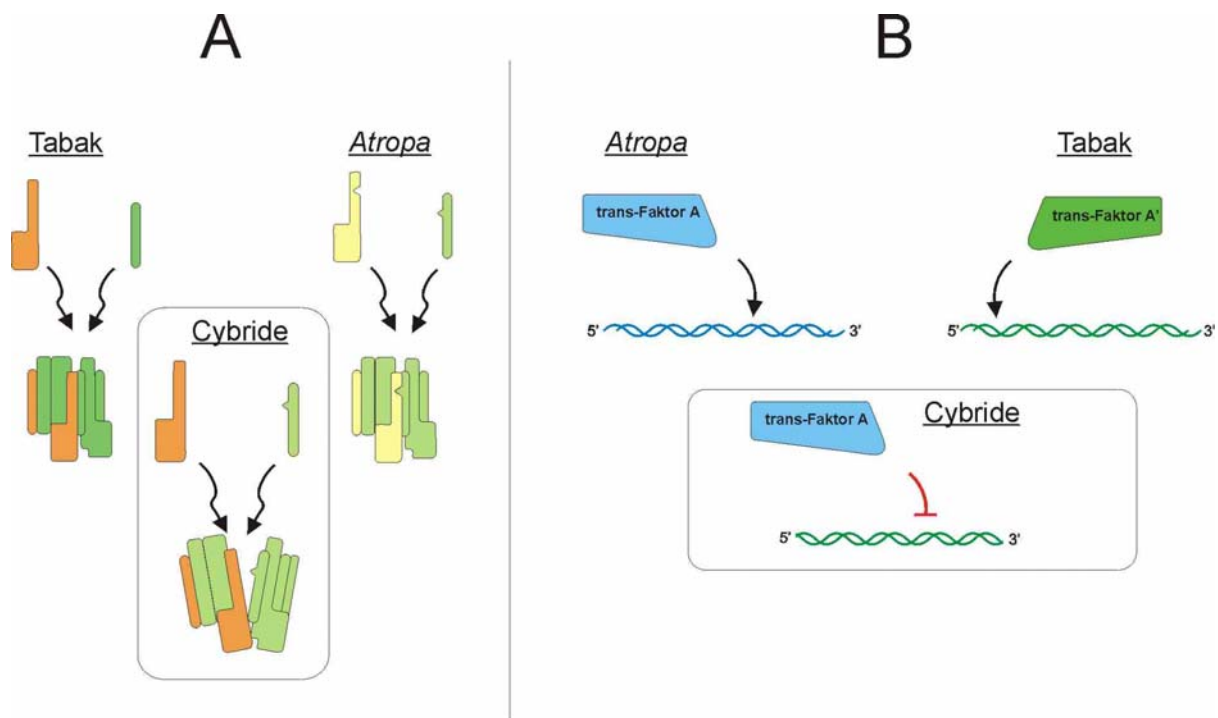 A
B
Tabak
Atropa
Cybride
Atropa
Tabak
trans-Faktor A
trans-Faktor A'
5' 3'
5' 3'
trans-Faktor A
Cybride
5' 3'